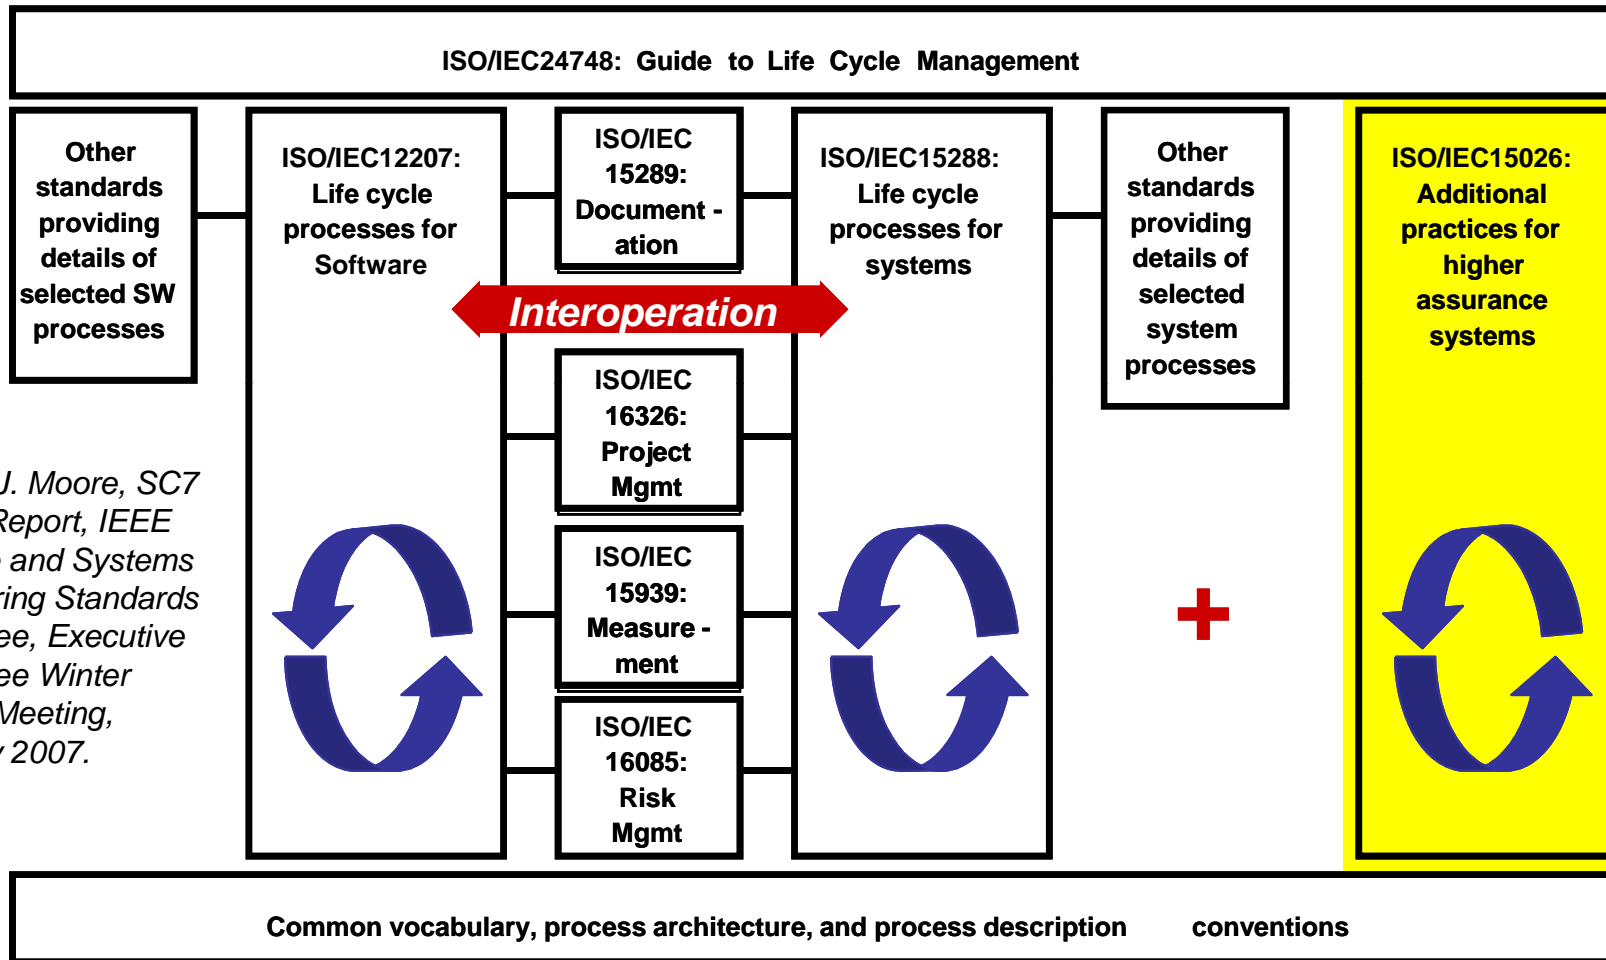 ISO/IEC24748: Guide to Life Cycle Management
Other
standards
providing
details of
selected SW
processes
ISO/IEC12207:
Life cycle
processes for
Software
ISO/IEC
15289:
Document -
ation
ISO/IEC15288:
Life cycle
processes for
systems
Other
standards
providing
details of
selected
system
processes
ISO/IEC15026:
Additional
practices for
higher
assurance
systems
Interoperation
ISO/IEC
16326:
Project
Mgmt
ISO/IEC
15939:
Measure -
ment
ISO/IEC
16085:
Risk
Mgmt
+
J. Moore, SC7
Report, IEEE
and Systems
ring Standards
ee, Executive
ee Winter
Meeting,
2007.
Common vocabulary, process architecture, and process description conventions